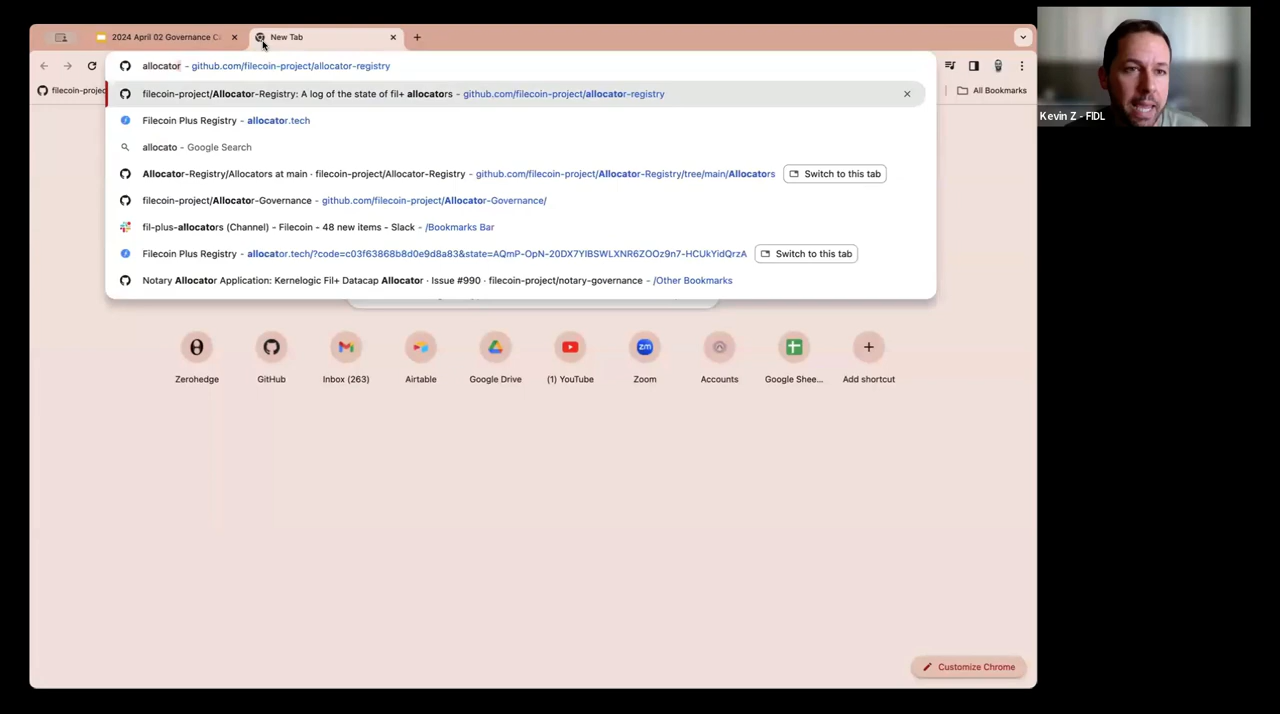 2024 April 02 Governance C
New Tab
allocator - github.com/filecoin-project/allocator-registry
filecoin-projec
All Bookmarks
filecoin-project/Allocator-Registry: A log of the state of fil+ allocators - github.com/filecoin-project/allocator-registry
Filecoin Plus Registry - allocator.tech
allocato - Google Search
Allocator-Registry/Allocators at main · filecoin-project/Allocator-Registry - github.com/filecoin-project/Allocator-Registry/tree/main/Allocators
Switch to this tab
filecoin-project/Allocator-Governance - github.com/filecoin-project/Allocator-Governance/
fil-plus-allocators (Channel) - Filecoin - 48 new items - Slack - /Bookmarks Bar
Filecoin Plus Registry - allocator.tech/?code=c03f63868b8d0e9d8a83&state=AQmP-OpN-20DX7YIBSWLXNR6ZOOz9n7-HCUkYidQrzA
Switch to this tab
Notary Allocator Application: Kernelogic Fil+ Datacap Allocator · Issue #990 · filecoin-project/notary-governance - /Other Bookmarks
Zerohedge
GitHub
Inbox (263)
Airtable
Google Drive
(1) YouTube
zm
Zoom
Accounts
Google Shee...
Add shortcut
Customize Chrome
Kevin Z - FIDL